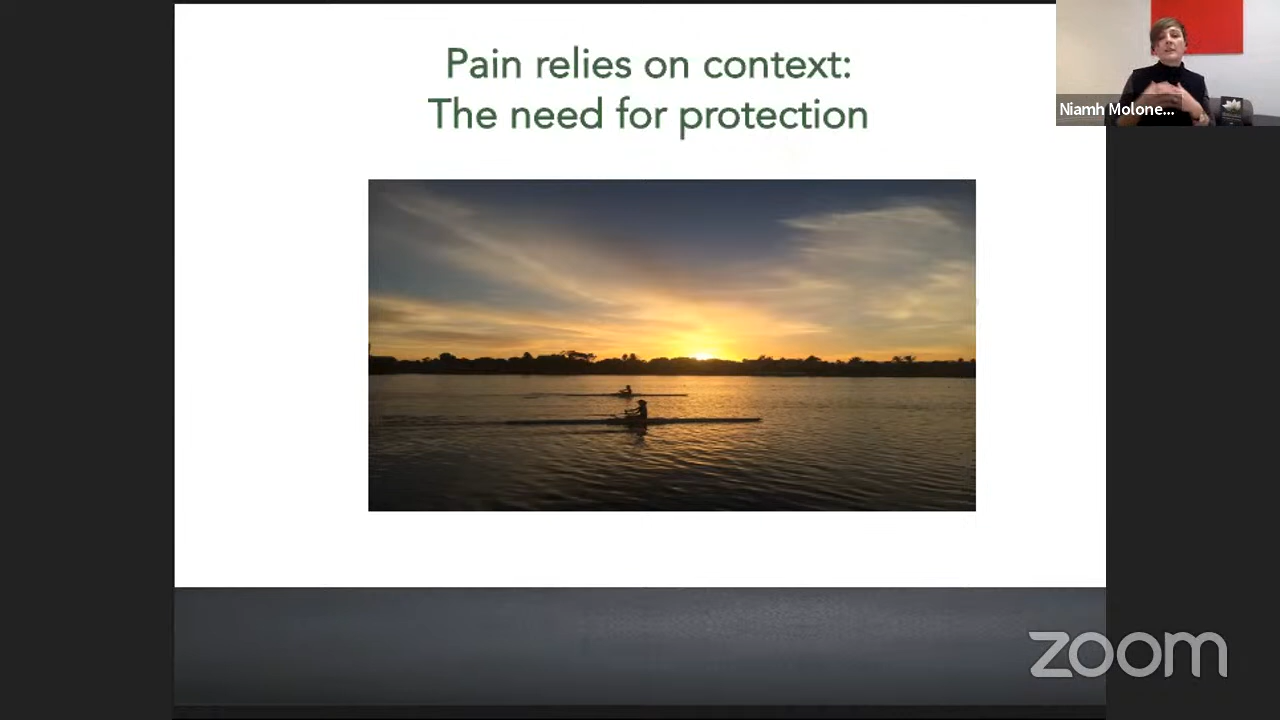 Pain relies on context:
The need for protection
Niamh Molone...
zoom